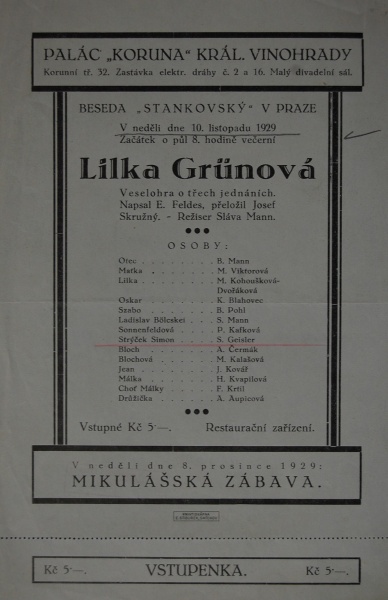 PALÁC „KORUNA“ KRÁL. VINOHRADY
Korunní tř. 32. Zastávka elektr. dráhy č. 2 a 16. Malý divadelní sál.
BESEDA „STANKOVSKÝ“ V PRAZE
V neděli dne 10. listopadu 1929
Začátek o půl 8. hodině večerní
Lilka Grünová
Veselohra o třech jednáních.
Napsal E. Feldes, přeložil Josef
Skružný. - Režiser Sláva Mann.
OSOBY:
Otec . . . . . . . . B. Mann
Matka . . . . . . . . M. Viktorová
Lilka . . . . . . . . M. Kohoušková-
Dvořáková
Oskar . . . . . . . . K. Blahovec
Szabo . . . . . . . . B. Pohl
Ladislav Bölcskei . . . S. Mann
Sonnenfeldová . . . . P. Kafková
Strýček Simon . . . . . S. Geisler
Bloch . . . . . . . . A. Čermák
Blochová . . . . . . . M. Kalašová
Jean . . . . . . . . J. Kovář
Málka . . . . . . . . H. Kvapilová
Choť Málky . . . . . . F. Krtil
Družička . . . . . . . A. Aupicová
Vstupné Kč 5·—. Restaurační zařízení.
V neděli dne 8. prosince 1929:
MIKULÁŠSKÁ ZÁBAVA.
Kč 5·—. VSTUPENKA. Kč 5·—.